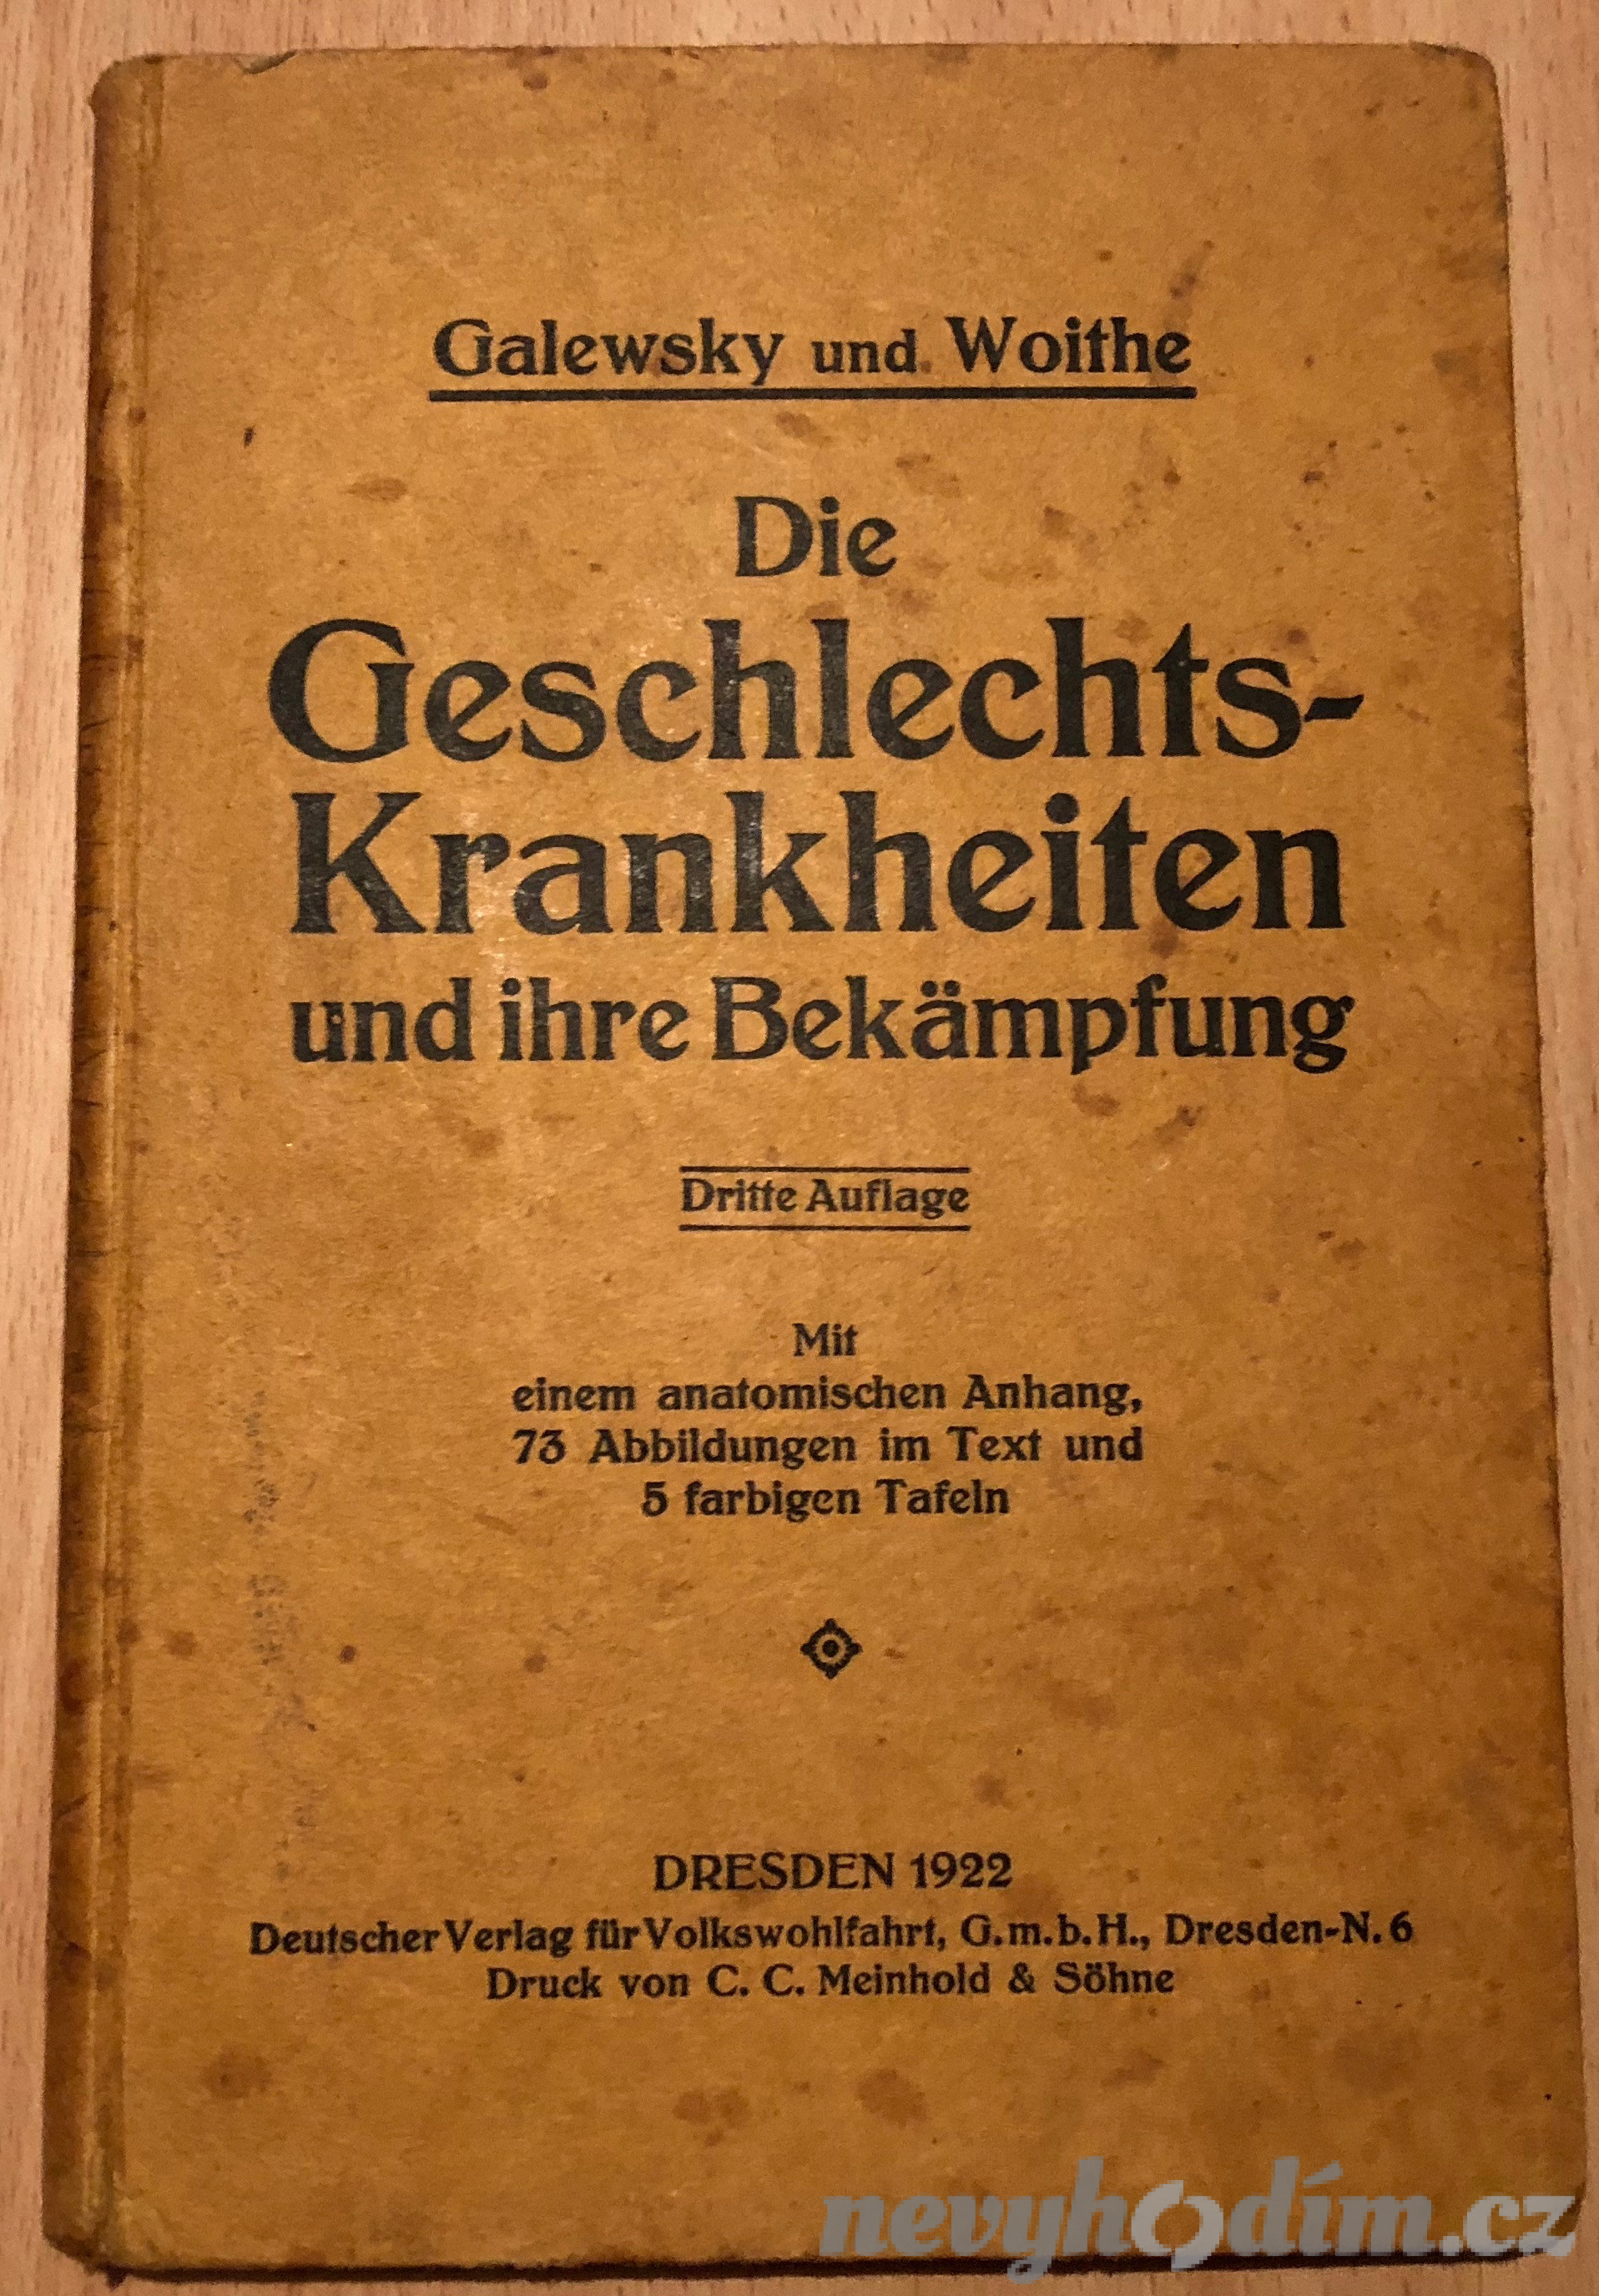 Galewsky und Woithe
Die
Geschlechts-
Krankheiten
und ihre Bekämpfung
Dritte Auflage
Mit
einem anatomischen Anhang,
73 Abbildungen im Text und
5 farbigen Tafeln
DRESDEN 1922
Deutscher Verlag für Volkswohlfahrt, G.m.b.H., Dresden-N. 6
Druck von C. C. Meinhold & Söhne
nevyhodím.cz